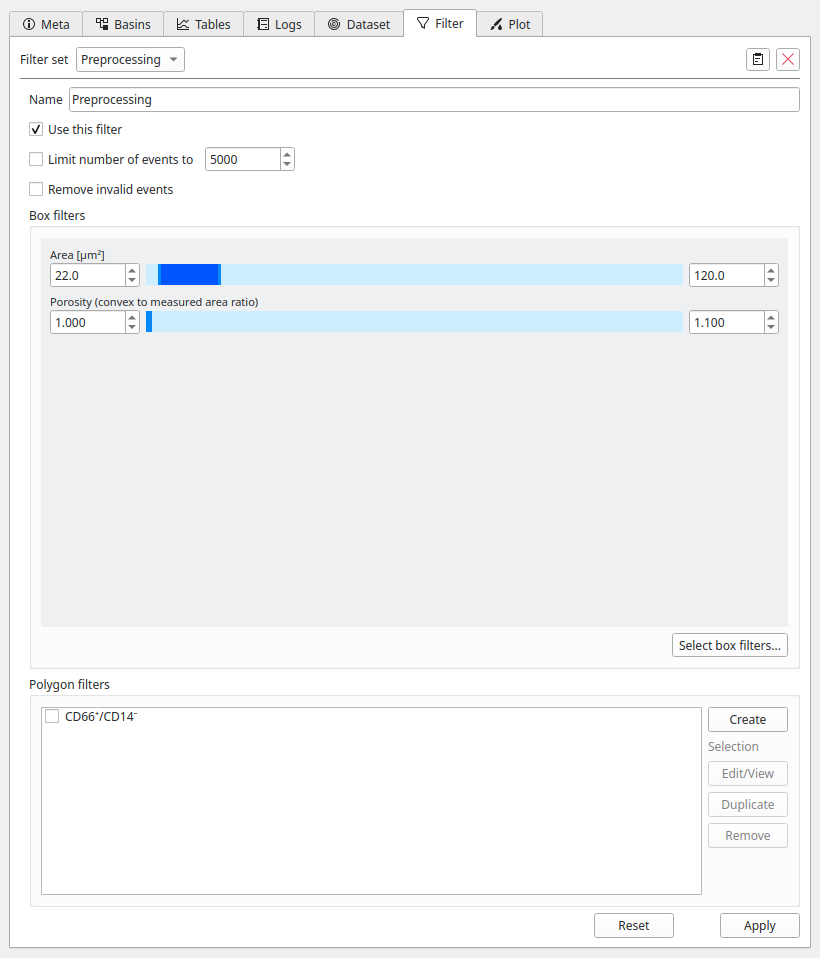 Meta Basins Tables Logs Dataset Filter Plot
Filter set Preprocessing
Name Preprocessing
Use this filter
Limit number of events to 5000
Remove invalid events
Box filters
Area [µm²]
22.0 120.0
Porosity (convex to measured area ratio)
1.000 1.100
Select box filters...
Polygon filters
CD66⁺/CD14⁻
Create
Selection
Edit/View
Duplicate
Remove
Reset Apply